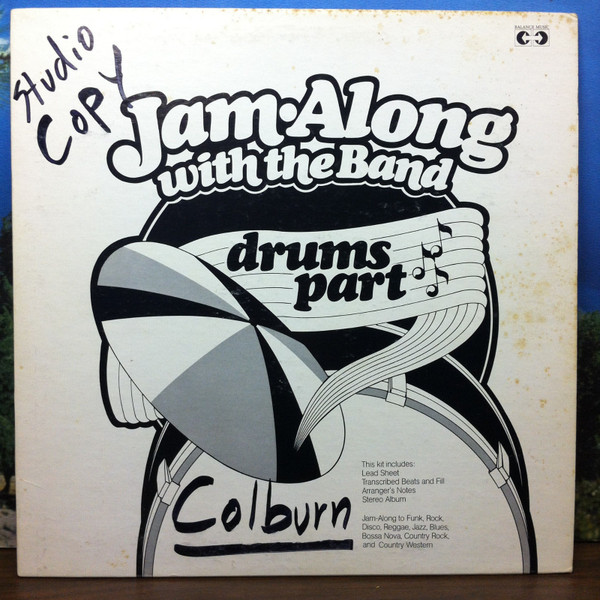 BALANCE MUSIC
Studio
Copy
Jam•Along
with the Band
drums
part
This kit includes:
Lead Sheet
Transcribed Beats and Fill
Arranger's Notes
Stereo Album
Jam-Along to Funk, Rock,
Disco, Reggae, Jazz, Blues,
Bossa Nova, Country Rock,
and Country Western
Colburn